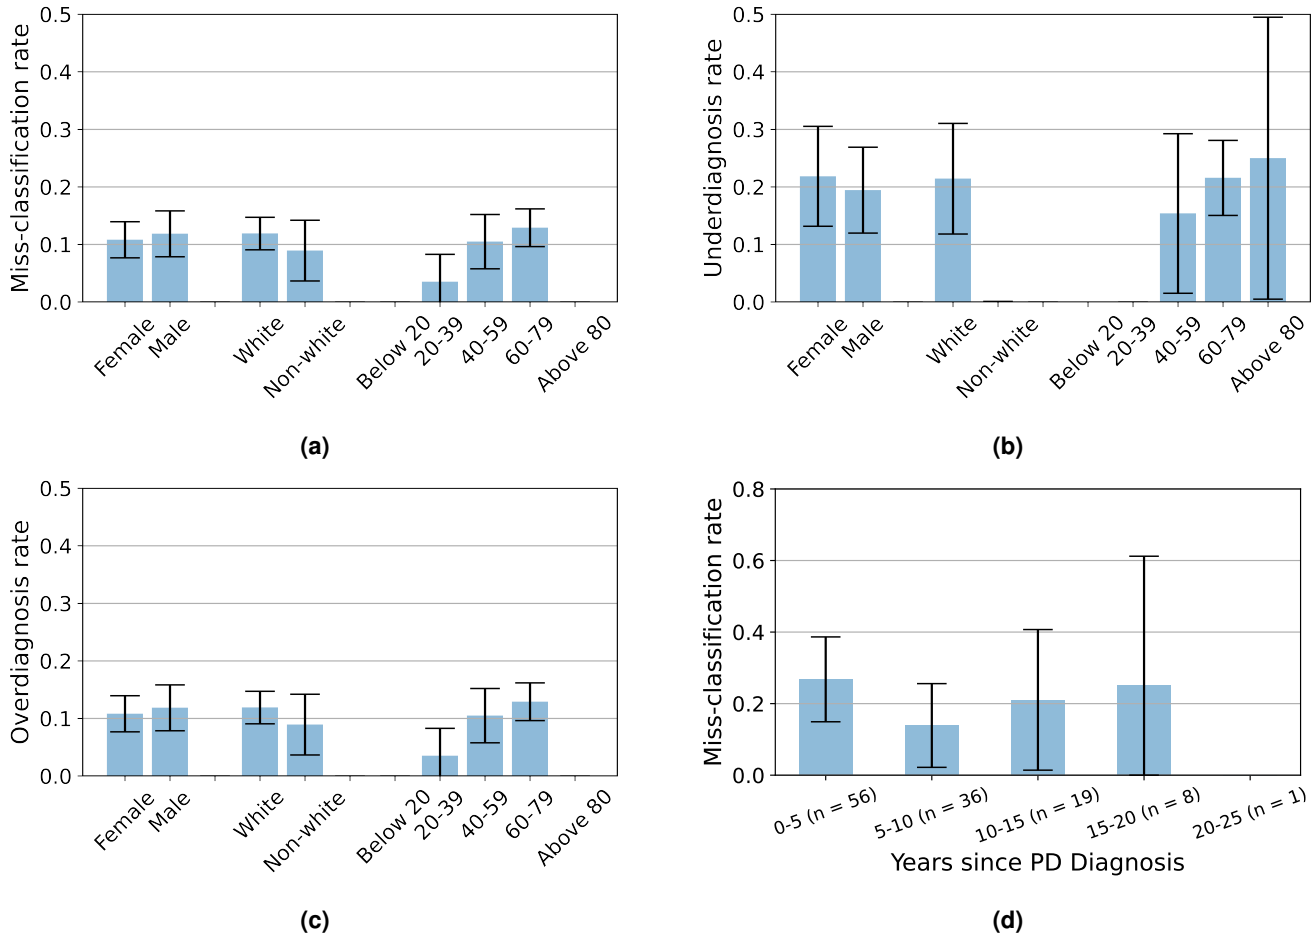 Miss-classification rate
0.5
0.4
0.3
0.2
0.1
0.0
Female
Male
White
Non-white
Below 20
20-39
40-59
60-79
Above 80
(a)
Underdiagnosis rate
0.5
0.4
0.3
0.2
0.1
0.0
Female
Male
White
Non-white
Below 20
20-39
40-59
60-79
Above 80
(b)
Overdiagnosis rate
0.5
0.4
0.3
0.2
0.1
0.0
Female
Male
White
Non-white
Below 20
20-39
40-59
60-79
Above 80
(c)
Miss-classification rate
0.8
0.6
0.4
0.2
0.0
0-5 (n = 56)
5-10 (n = 36)
10-15 (n = 19)
15-20 (n = 8)
20-25 (n = 1)
Years since PD Diagnosis
(d)